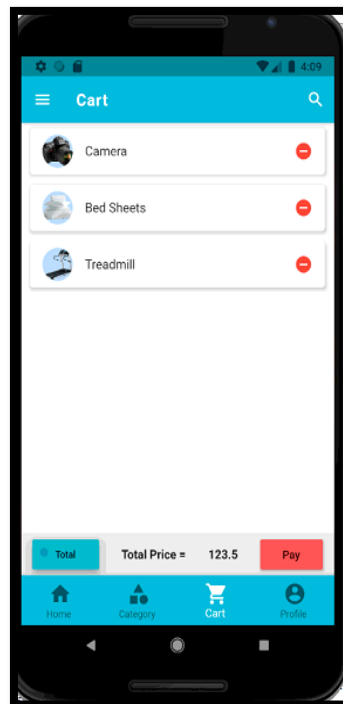 4:09
Cart
Camera
Bed Sheets
Treadmill
Total Total Price = 123.5 Pay
Home Category Cart Profile